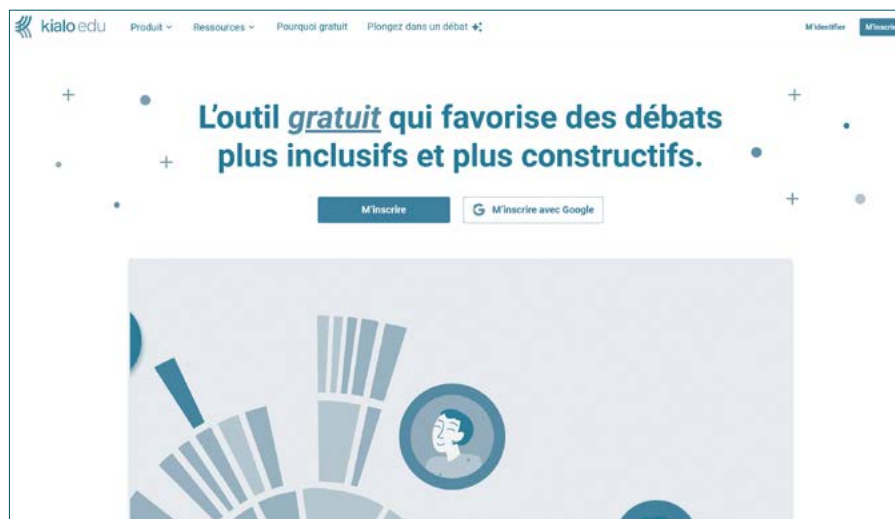 kialo edu Produit Ressources Pourquoi gratuit Plongez dans un débat M'identifier M'inscrire
L'outil gratuit qui favorise des débats
plus inclusifs et plus constructifs.
M'inscrire G M'inscrire avec Google